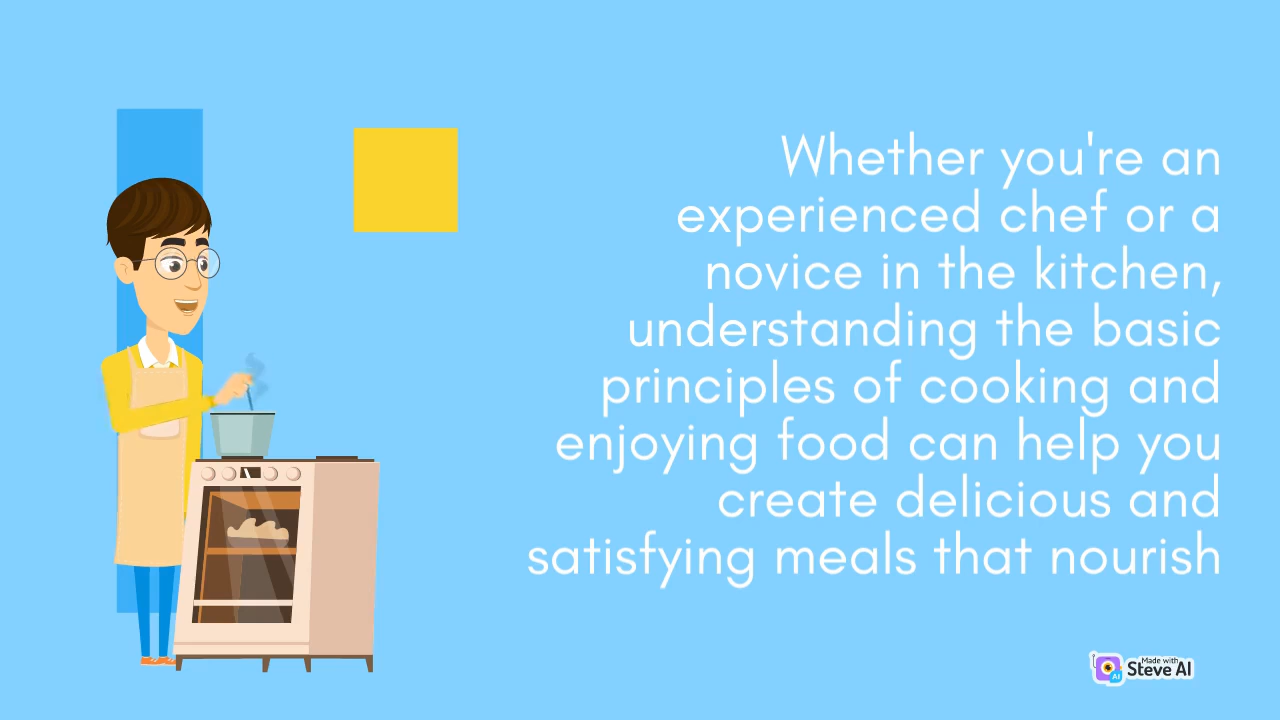 Whether you're an
experienced chef or a
novice in the kitchen,
understanding the basic
principles of cooking and
enjoying food can help you
create delicious and
satisfying meals that nourish
Made with
Steve AI
AI